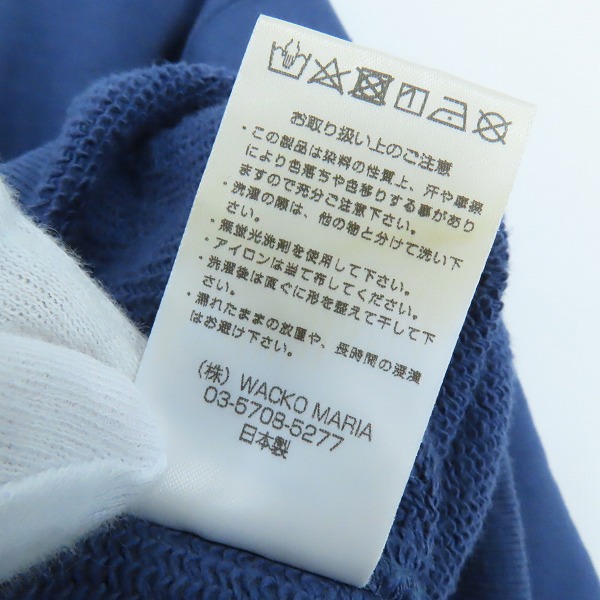 お取り扱い上のご注意
・この製品は染料の性質上、汗や摩擦
により色落ちや色移りする事があり
ますので充分ご注意下さい。
・洗濯の際は、他の物と分けて洗い下
さい。
・無蛍光洗剤を使用して下さい。
・アイロンは当て布してください。
・洗濯後は直ぐに形を整えて干して下
さい。
・濡れたままの放置や、長時間の浸漬
はお避け下さい。
(株) WACKO MARIA
03-5708-5277
日本製